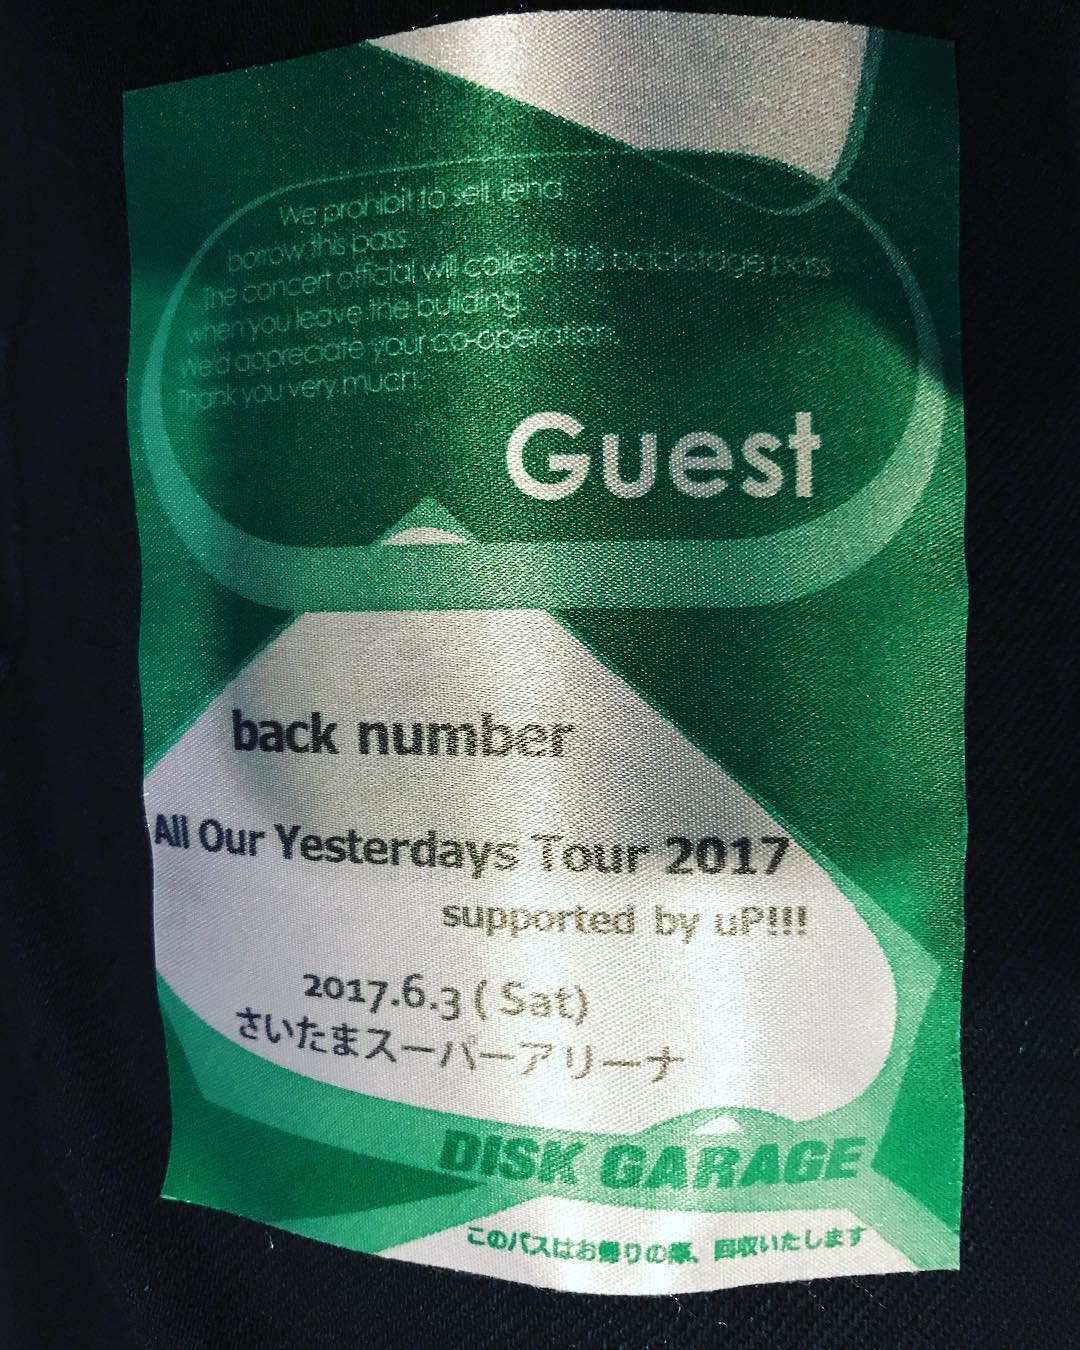 We prohibit to sell, lend
borrow this pass
The concert official will collect this backstage pass
when you leave the building.
we'd appreciate your co-operation.
Thank you very much.
Guest
back number
All Our Yesterdays Tour 2017
supported by uP!!!
2017.6.3 ( Sat)
さいたまスーパーアリーナ
DISK GARAGE
このパスはお帰りの際、回収いたします